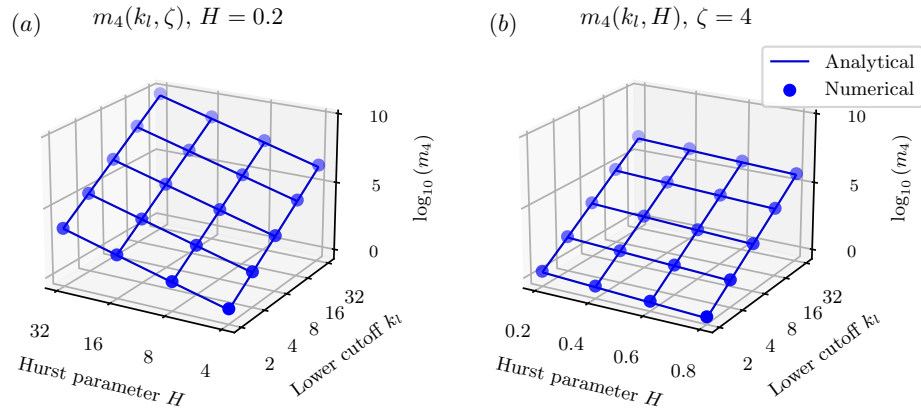 (a) m₄(kₗ, ζ), H = 0.2
10
5
0
log₁₀(m₄)
32
16
8
4
Hurst parameter H
2
4
8
16
32
Lower cutoff kₗ
(b) m₄(kₗ, H), ζ = 4
Analytical
Numerical
10
5
0
log₁₀(m₄)
0.2
0.4
0.6
0.8
Hurst parameter H
2
4
8
16
32
Lower cutoff kₗ